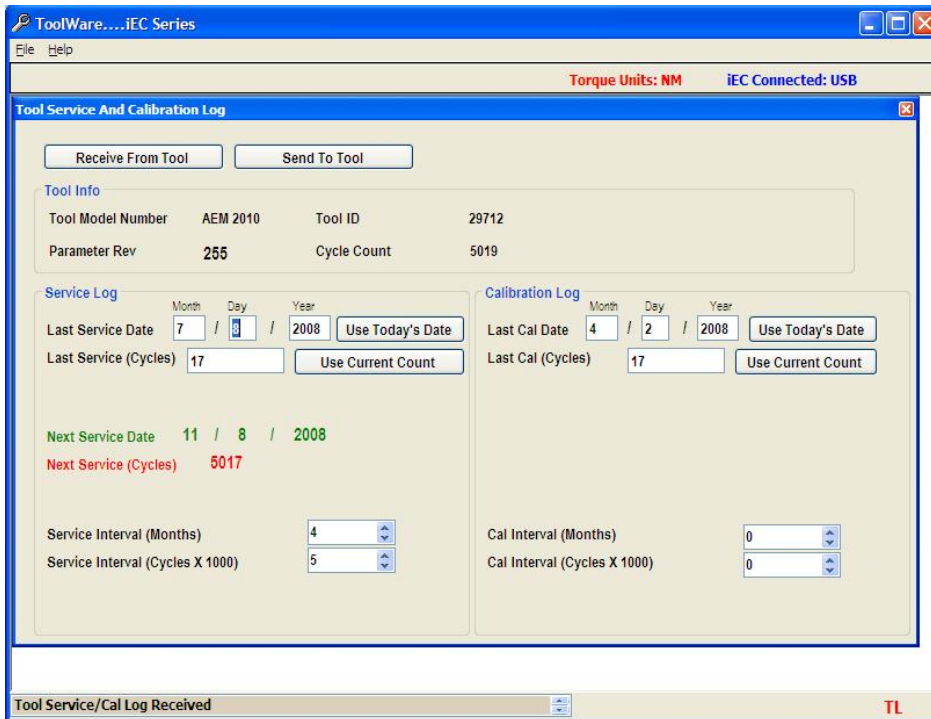 ToolWare....iEC Series
File Help
Torque Units: NM iEC Connected: USB
Tool Service And Calibration Log
Receive From Tool Send To Tool
Tool Info
Tool Model Number AEM 2010 Tool ID 29712
Parameter Rev 255 Cycle Count 5019
Service Log
Month Day Year
Last Service Date 7 / 8 / 2008 Use Today's Date
Last Service (Cycles) 17 Use Current Count
Next Service Date 11 / 8 / 2008
Next Service (Cycles) 5017
Service Interval (Months) 4
Service Interval (Cycles X 1000) 5
Calibration Log
Month Day Year
Last Cal Date 4 / 2 / 2008 Use Today's Date
Last Cal (Cycles) 17 Use Current Count
Cal Interval (Months) 0
Cal Interval (Cycles X 1000) 0
Tool Service/Cal Log Received TL